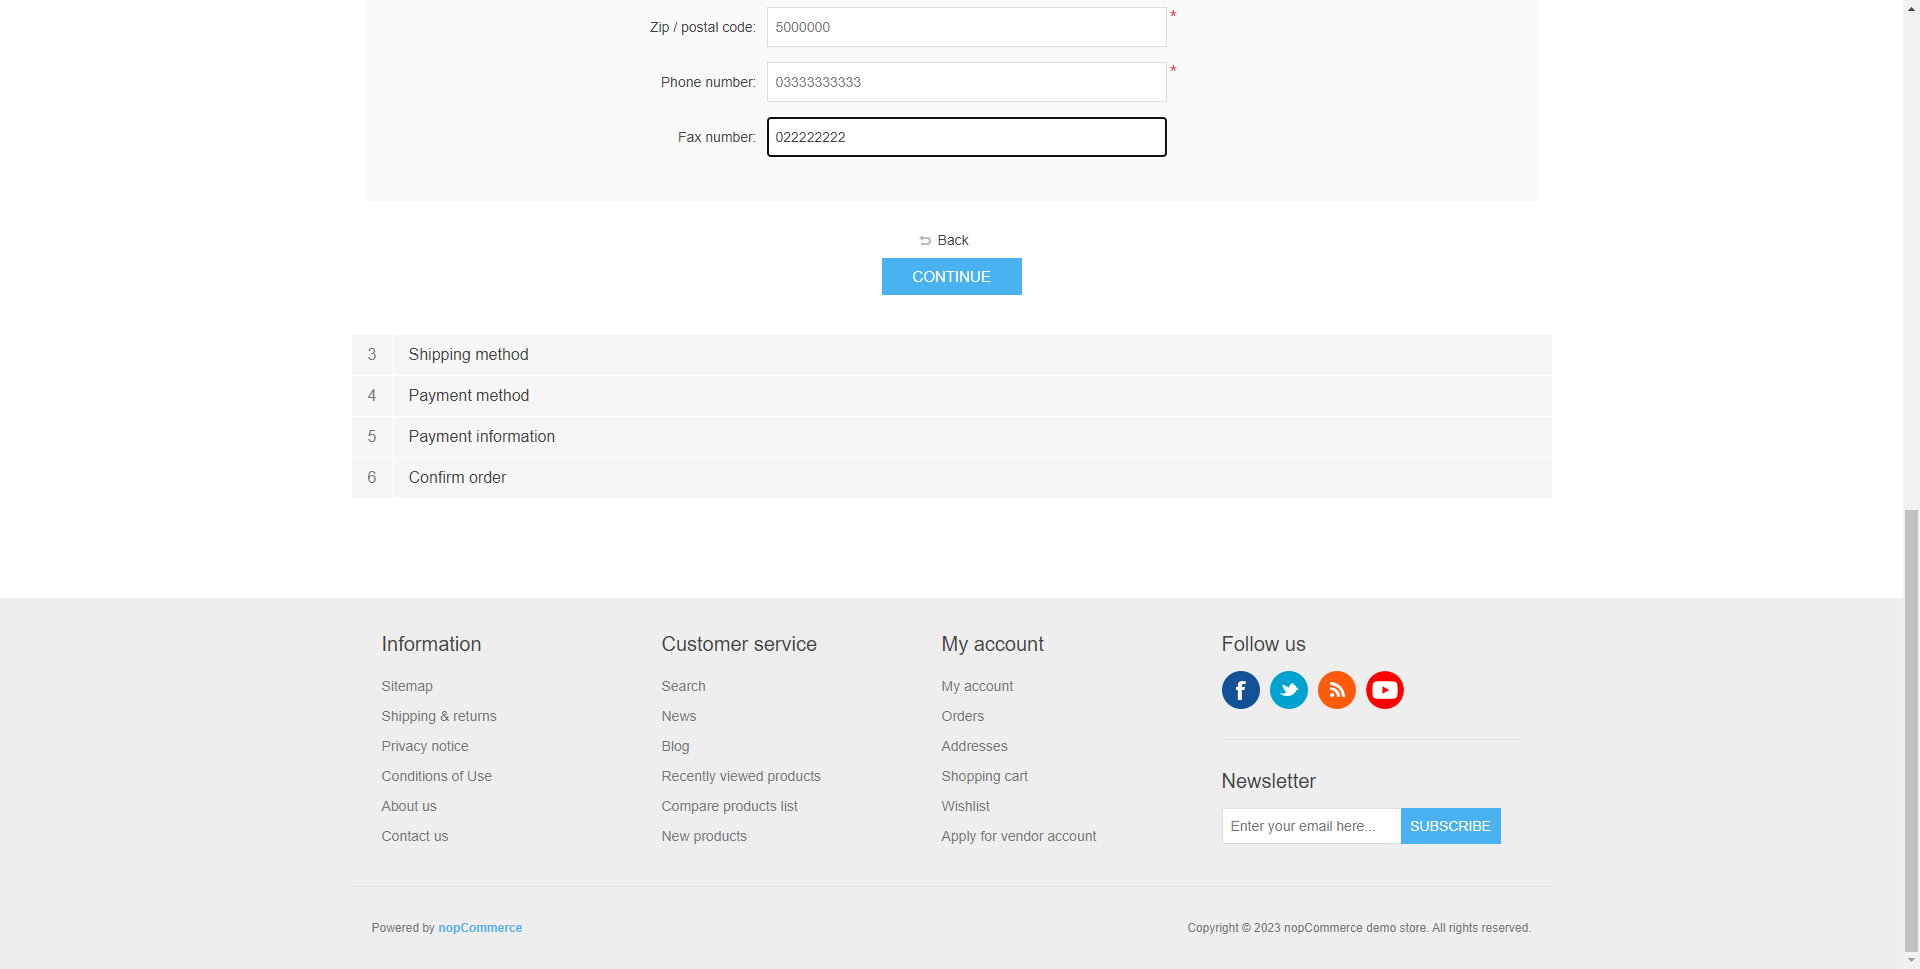 Zip / postal code: 5000000 *
Phone number: 03333333333 *
Fax number: 022222222
Back
CONTINUE
3 Shipping method
4 Payment method
5 Payment information
6 Confirm order
Information
Sitemap
Shipping & returns
Privacy notice
Conditions of Use
About us
Contact us
Customer service
Search
News
Blog
Recently viewed products
Compare products list
New products
My account
My account
Orders
Addresses
Shopping cart
Wishlist
Apply for vendor account
Follow us
f
Newsletter
Enter your email here... SUBSCRIBE
Powered by nopCommerce
Copyright © 2023 nopCommerce demo store. All rights reserved.